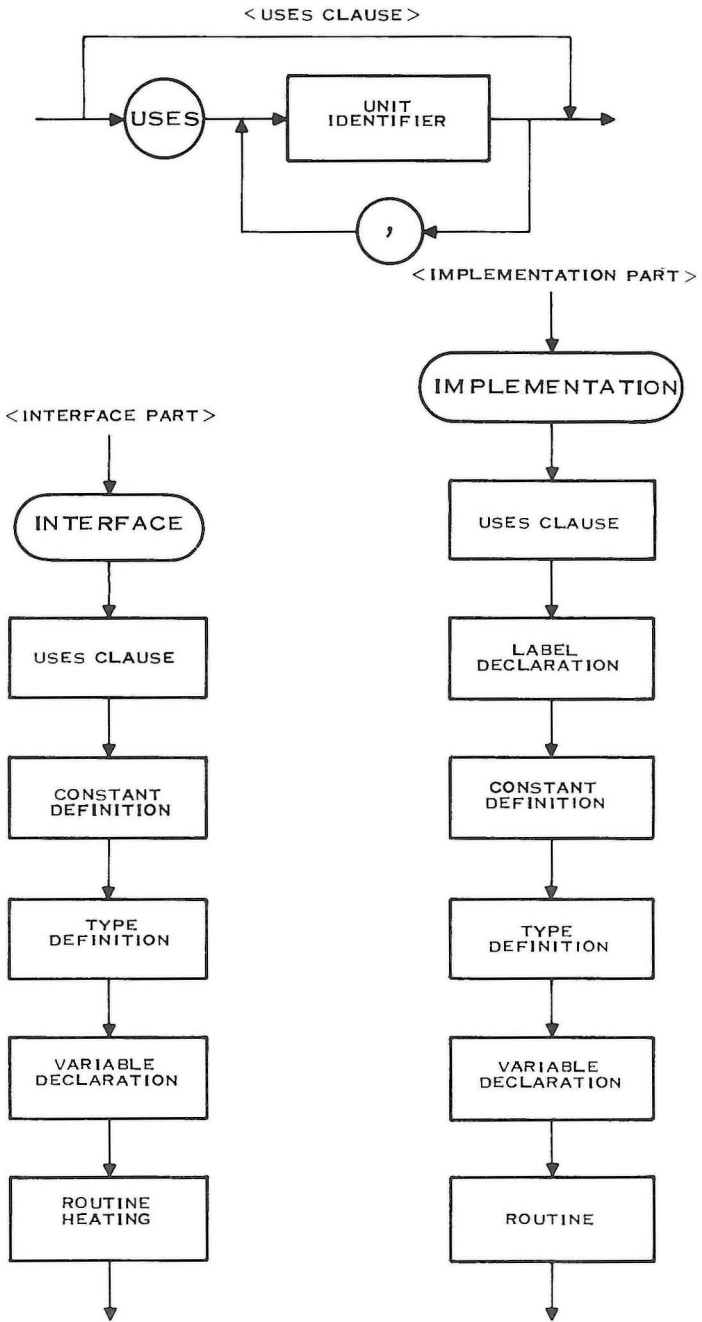 <USES CLAUSE>
USES
UNIT
IDENTIFIER
,
<IMPLEMENTATION PART>
IMPLEMENTATION
USES CLAUSE
LABEL
DECLARATION
CONSTANT
DEFINITION
TYPE
DEFINITION
VARIABLE
DECLARATION
ROUTINE
<INTERFACE PART>
INTERFACE
USES CLAUSE
CONSTANT
DEFINITION
TYPE
DEFINITION
VARIABLE
DECLARATION
ROUTINE
HEATING